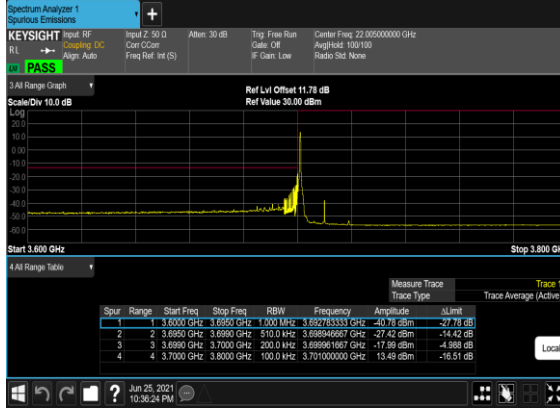 Spectrum Analyzer 1
Spurious Emissions
+
KEYSIGHT Input: RF Input Z: 50 Ω Atten: 30 dB Trig: Free Run Center Freq: 22.005000000 GHz
RL Coupling: DC Corr CCorr Gate: Off Avg|Hold: 100/100
Align: Auto Freq Ref: Int (S) IF Gain: Low Radio Std: None
PASS
3 All Range Graph
Ref Lvl Offset 11.78 dB
Scale/Div 10.0 dB Ref Value 30.00 dBm
Log
20.0
10.0
0.00
-10.0
-20.0
-30.0
-40.0
-50.0
-60.0
Start 3.600 GHz Stop 3.800 GH
4 All Range Table
Measure Trace Trace 1
Trace Type Trace Average (Active
Spur Range Start Freq Stop Freq RBW Frequency Amplitude ΔLimit
1 1 3.6000 GHz 3.6950 GHz 1.000 MHz 3.692783333 GHz -40.78 dBm -27.78 dB
2 2 3.6950 GHz 3.6990 GHz 510.0 kHz 3.698946667 GHz -27.42 dBm -14.42 dB
3 3 3.6990 GHz 3.7000 GHz 200.0 kHz 3.699961667 GHz -17.99 dBm -4.988 dB
4 4 3.7000 GHz 3.8000 GHz 100.0 kHz 3.701000000 GHz 13.49 dBm -16.51 dB
Local
? Jun 25, 2021
10:36:24 PM